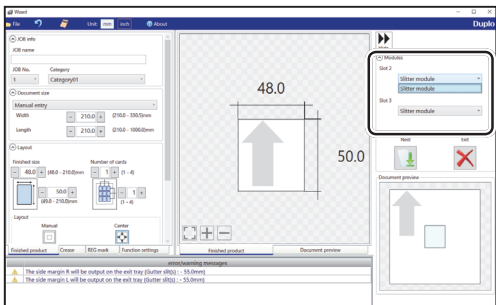 Wizard
File
Unit: mm inch
About
Duplo
JOB info
JOB name
JOB No. Category
1 Category01
Document size
Manual entry
Width - 210.0 + (210.0 - 330.5)mm
Length - 210.0 + (210.0 - 1000.0)mm
Layout
Finished size Number of cards
- 48.0 + (48.0 - 210.0)mm - 1 + (1 - 4)
- 50.0 + - 1 +
(49.0 - 210.0)mm (1 - 4)
Layout
Manual Center
Finished product Crease REG mark Function settings
48.0
50.0
Finished product Document preview
Modules
Slot 2
Slitter module
Slitter module
Slot 3
Slitter module
Next Exit
Document preview
error/warning messages
The side margin R will be output on the exit tray (Gutter slit(s) : - 55.0mm)
The side margin L will be output on the exit tray (Gutter slit(s) : - 55.0mm)